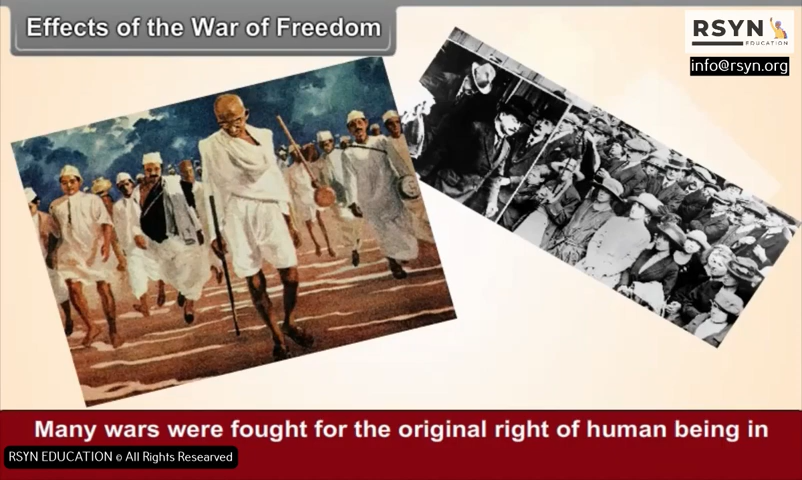 Effects of the War of Freedom
RSYN
EDUCATION
info@rsyn.org
Many wars were fought for the original right of human being in
RSYN EDUCATION © All Rights Researved